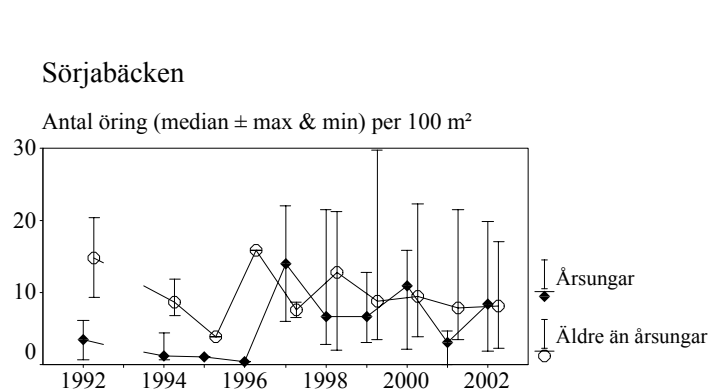 Sörjabäcken
Antal öring (median ± max & min) per 100 m²
30
20
10
0
1992 1994 1996 1998 2000 2002
Årsungar
Äldre än årsungar